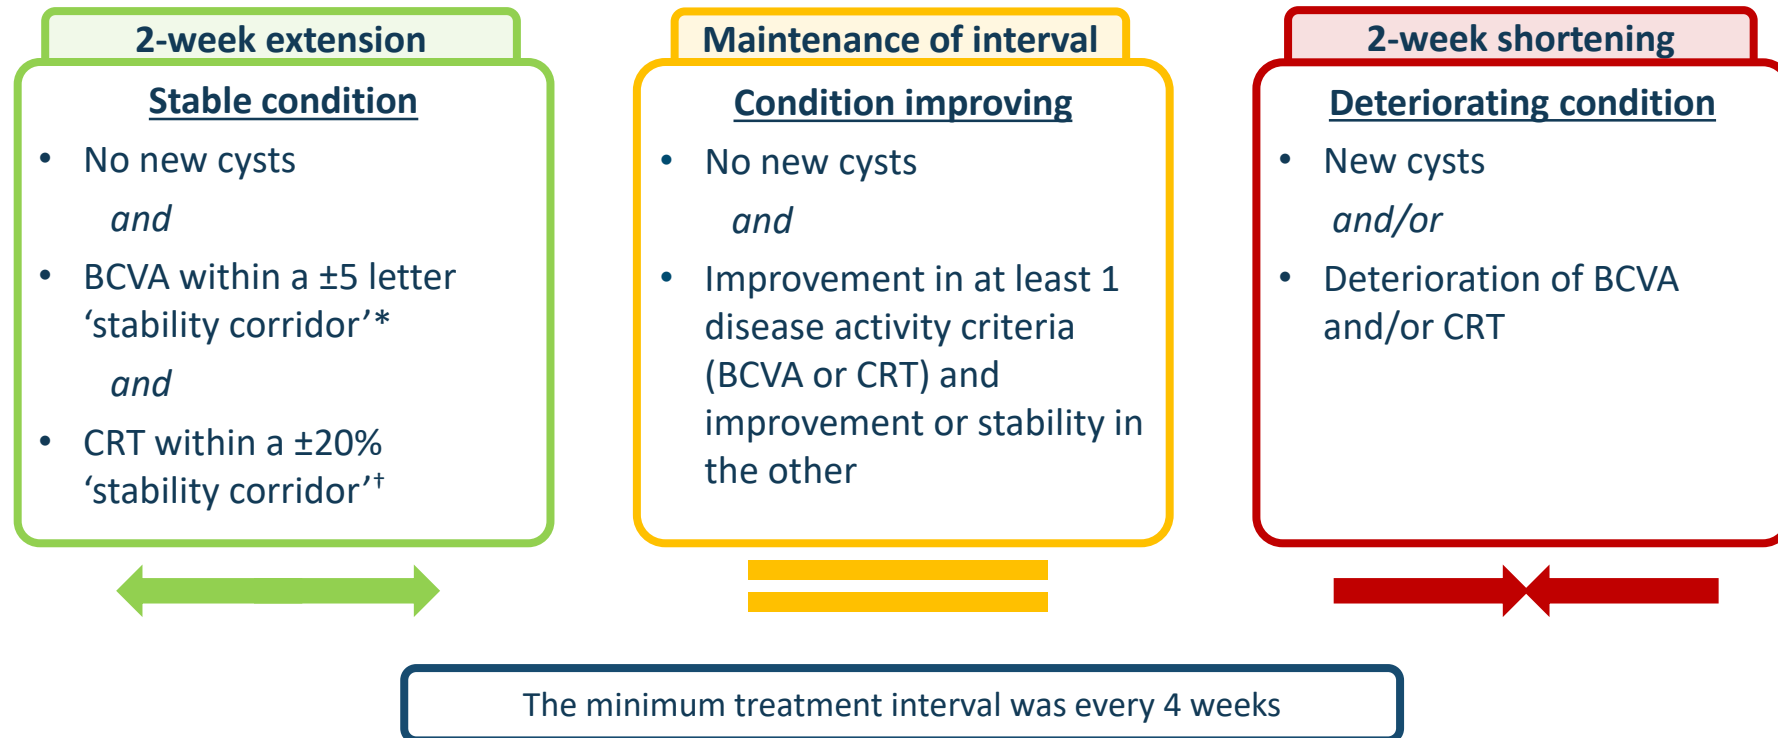 2-week extension
Stable condition
• No new cysts
and
• BCVA within a ±5 letter
‘stability corridor’*
and
• CRT within a ±20%
‘stability corridor’†
Maintenance of interval
Condition improving
• No new cysts
and
• Improvement in at least 1
disease activity criteria
(BCVA or CRT) and
improvement or stability in
the other
2-week shortening
Deteriorating condition
• New cysts
and/or
• Deterioration of BCVA
and/or CRT
The minimum treatment interval was every 4 weeks